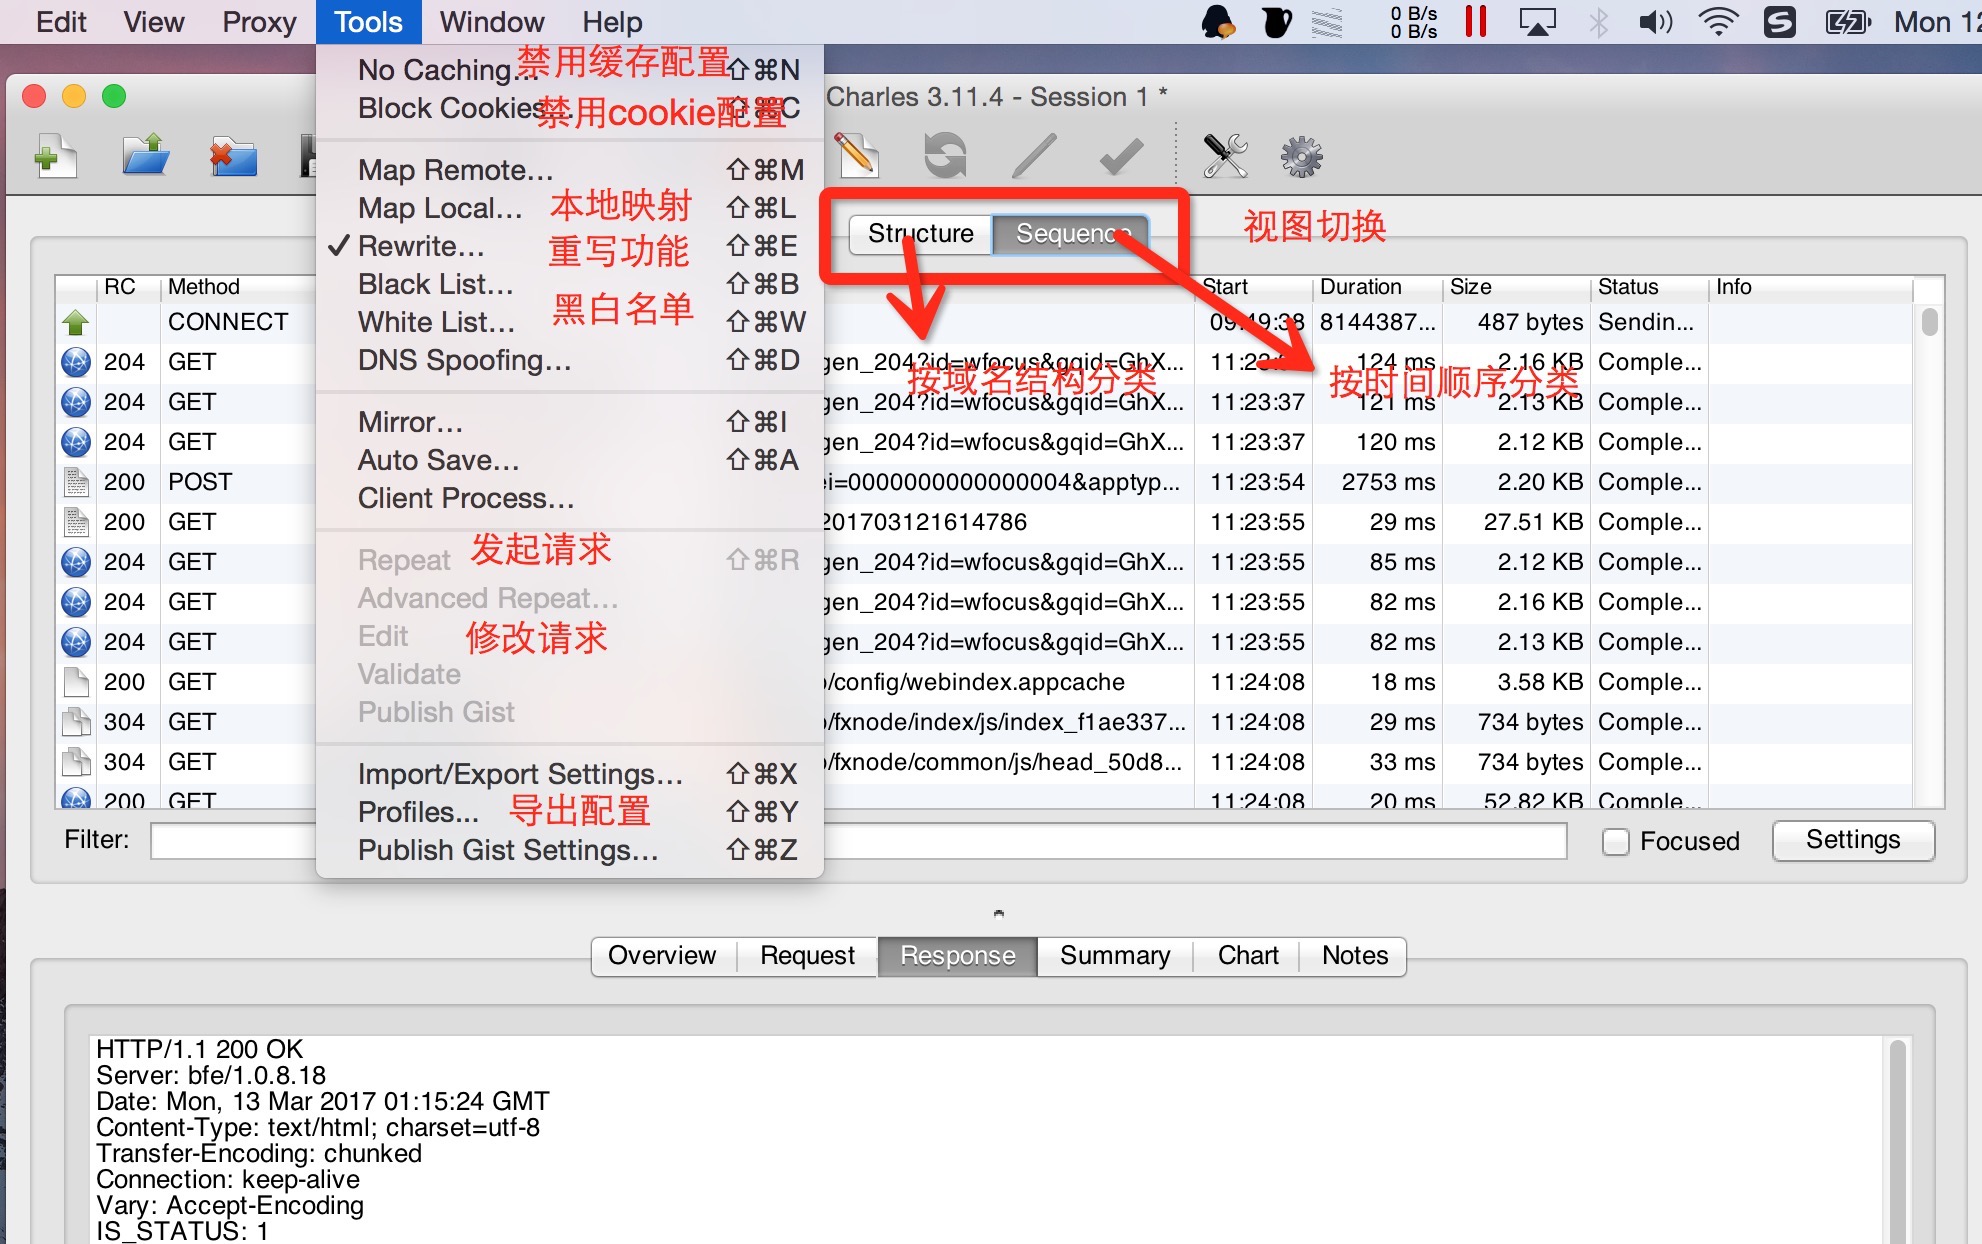 Edit View Proxy Tools Window Help 0 B/s 0 B/s Mon 12
Charles 3.11.4 - Session 1 *
No Caching... 禁用缓存配置 ⇧⌘N
Block Cookies... 禁用cookie配置 ⇧⌘C
Map Remote... ⇧⌘M
Map Local... 本地映射 ⇧⌘L
✓ Rewrite... 重写功能 ⇧⌘E
Black List... ⇧⌘B
黑白名单
White List... ⇧⌘W
DNS Spoofing... ⇧⌘D
Mirror... ⇧⌘I
Auto Save... ⇧⌘A
Client Process...
Repeat 发起请求 ⇧⌘R
Advanced Repeat...
Edit 修改请求
Validate
Publish Gist
Import/Export Settings... ⇧⌘X
Profiles... 导出配置 ⇧⌘Y
Publish Gist Settings... ⇧⌘Z
Structure Sequence 视图切换
按域名结构分类 按时间顺序分类
RC Method Start Duration Size Status Info
CONNECT 09:49:38 8144387... 487 bytes Sendin...
204 GET gen_204?id=wfocus&gqid=GhX... 124 ms 2.16 KB Comple...
204 GET gen_204?id=wfocus&gqid=GhX... 11:23:37 121 ms 2.13 KB Comple...
204 GET gen_204?id=wfocus&gqid=GhX... 11:23:37 120 ms 2.12 KB Comple...
200 POST ei=0000000000000004&apptyp... 11:23:54 2753 ms 2.20 KB Comple...
200 GET 201703121614786 11:23:55 29 ms 27.51 KB Comple...
204 GET gen_204?id=wfocus&gqid=GhX... 11:23:55 85 ms 2.12 KB Comple...
204 GET gen_204?id=wfocus&gqid=GhX... 11:23:55 82 ms 2.16 KB Comple...
204 GET gen_204?id=wfocus&gqid=GhX... 11:23:55 82 ms 2.13 KB Comple...
200 GET /config/webindex.appcache 11:24:08 18 ms 3.58 KB Comple...
304 GET /fxnode/index/js/index_f1ae337... 11:24:08 29 ms 734 bytes Comple...
304 GET /fxnode/common/js/head_50d8... 11:24:08 33 ms 734 bytes Comple...
200 GET 11:24:08 20 ms 52.82 KB Comple...
Filter: Focused Settings
Overview Request Response Summary Chart Notes
HTTP/1.1 200 OK
Server: bfe/1.0.8.18
Date: Mon, 13 Mar 2017 01:15:24 GMT
Content-Type: text/html; charset=utf-8
Transfer-Encoding: chunked
Connection: keep-alive
Vary: Accept-Encoding
IS_STATUS: 1